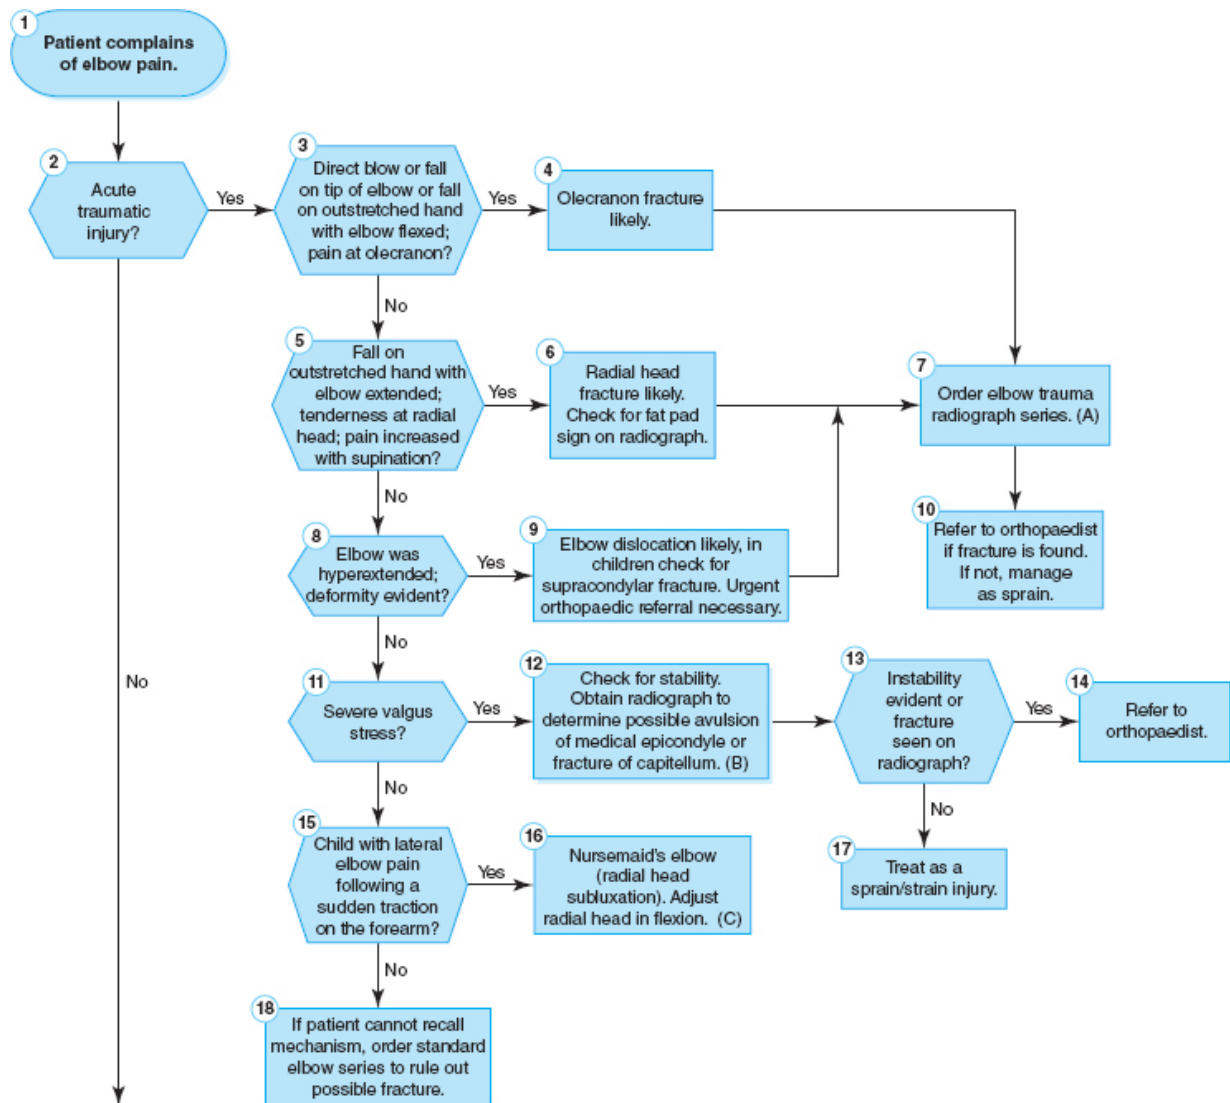 1
Patient complains
of elbow pain.
2
Acute
traumatic
injury?
Yes
3
Direct blow or fall
on tip of elbow or fall
on outstretched hand
with elbow flexed;
pain at olecranon?
Yes
4
Olecranon fracture
likely.
No
5
Fall on
outstretched hand with
elbow extended;
tenderness at radial
head; pain increased
with supination?
Yes
6
Radial head
fracture likely.
Check for fat pad
sign on radiograph.
7
Order elbow trauma
radiograph series. (A)
No
8
Elbow was
hyperextended;
deformity evident?
Yes
9
Elbow dislocation likely, in
children check for
supracondylar fracture. Urgent
orthopaedic referral necessary.
10
Refer to orthopaedist
if fracture is found.
If not, manage
as sprain.
No
No
11
Severe valgus
stress?
Yes
12
Check for stability.
Obtain radiograph to
determine possible avulsion
of medical epicondyle or
fracture of capitellum. (B)
13
Instability
evident or
fracture
seen on
radiograph?
Yes
14
Refer to
orthopaedist.
No
No
15
Child with lateral
elbow pain
following a
sudden traction
on the forearm?
Yes
16
Nursemaid's elbow
(radial head
subluxation). Adjust
radial head in flexion. (C)
17
Treat as a
sprain/strain injury.
No
18
If patient cannot recall
mechanism, order standard
elbow series to rule out
possible fracture.